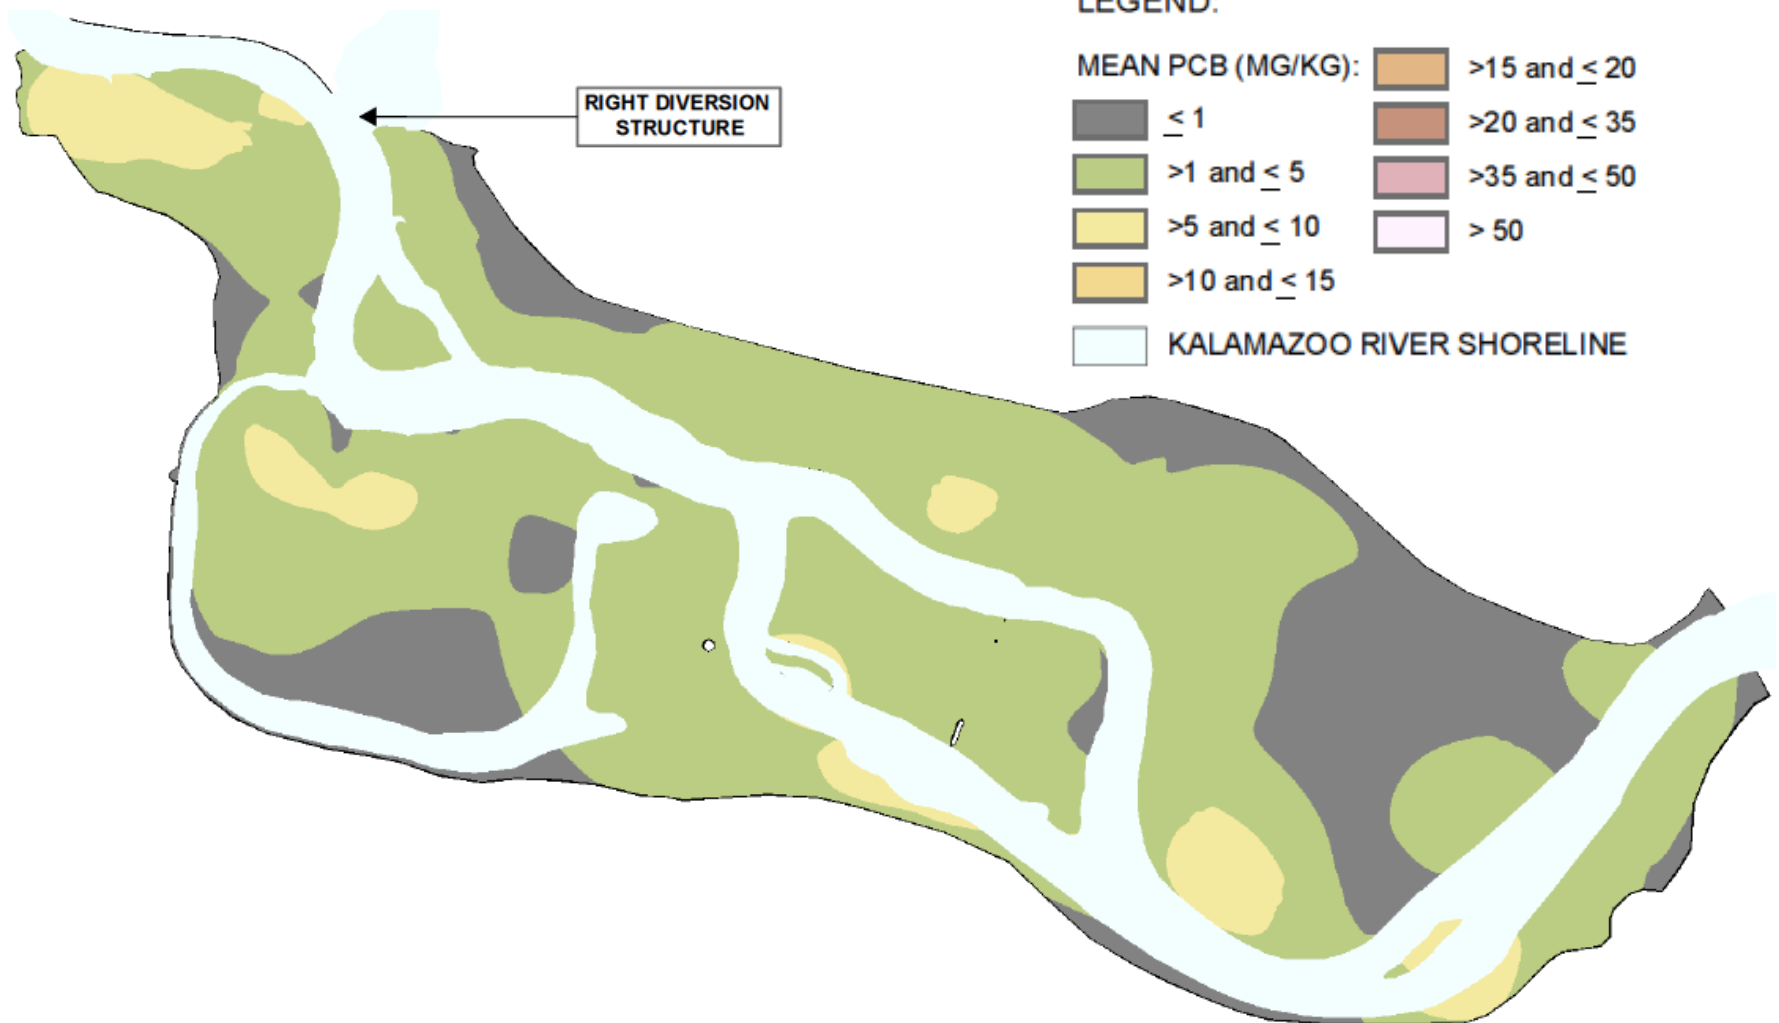 LEGEND:
MEAN PCB (MG/KG):
< 1
>1 and < 5
>5 and < 10
>10 and < 15
>15 and < 20
>20 and < 35
>35 and < 50
> 50
KALAMAZOO RIVER SHORELINE
RIGHT DIVERSION
STRUCTURE